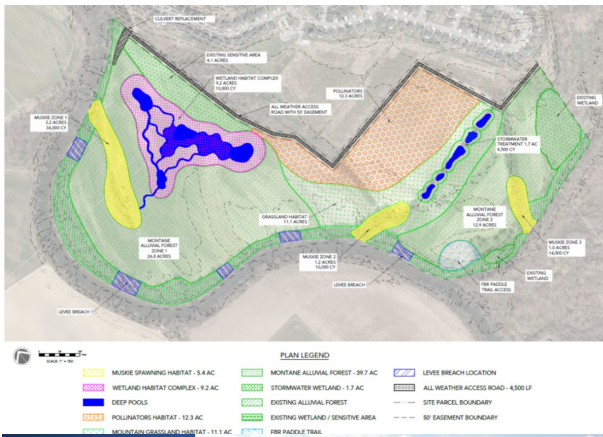 CULVERT REPLACEMENT
EXISTING SENSITIVE AREA
4.1 ACRES
WETLAND HABITAT COMPLEX
9.2 ACRES
10,000 CY
ALL WEATHER ACCESS
ROAD WITH 50' EASEMENT
POLLINATORS
12.3 ACRES
EXISTING
WETLAND
MUSKIE ZONE 1
3.2 ACRES
34,000 CY
STORMWATER
TREATMENT 1.7 AC
4,500 CY
GRASSLAND HABITAT
11.1 ACRES
MONTANE
ALLUVIAL FOREST
ZONE 2
12.9 ACRES
MONTANE
ALLUVIAL FOREST
ZONE 1
26.8 ACRES
MUSKIE ZONE 3
1.0 ACRES
14,000 CY
MUSKIE ZONE 2
1.2 ACRES
10,000 CY
EXISTING
WETLAND
LEVEE BREACH
LEVEE BREACH
FBR PADDLE
TRAIL ACCESS
PLAN LEGEND
MUSKIE SPAWNING HABITAT - 5.4 AC
MONTANE ALLUVIAL FOREST - 39.7 AC
LEVEE BREACH LOCATION
WETLAND HABITAT COMPLEX - 9.2 AC
STORMWATER WETLAND - 1.7 AC
ALL WEATHER ACCESS ROAD - 4,500 LF
DEEP POOLS
EXISTING ALLUVIAL FOREST
SITE PARCEL BOUNDARY
POLLINATORS HABITAT - 12.3 AC
EXISTING WETLAND / SENSITIVE AREA
50' EASEMENT BOUNDARY
MOUNTAIN GRASSLAND HABITAT - 11.1 AC
FBR PADDLE TRAIL